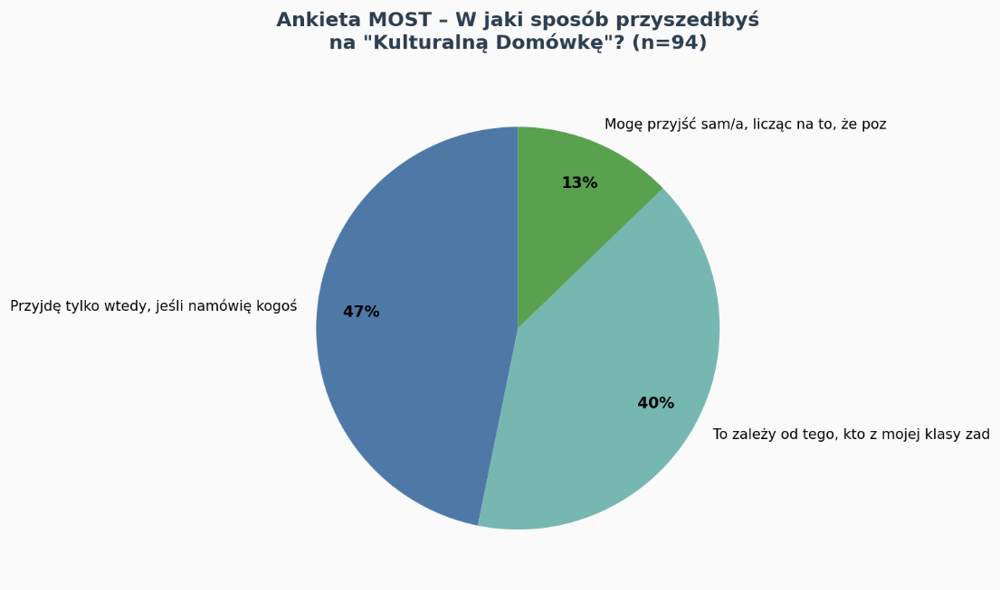 Ankieta MOST – W jaki sposób przyszedłbyś
na "Kulturalną Domówkę"? (n=94)
Mogę przyjść sam/a, licząc na to, że poz
13%
Przyjdę tylko wtedy, jeśli namówię kogoś
47%
40%
To zależy od tego, kto z mojej klasy zad